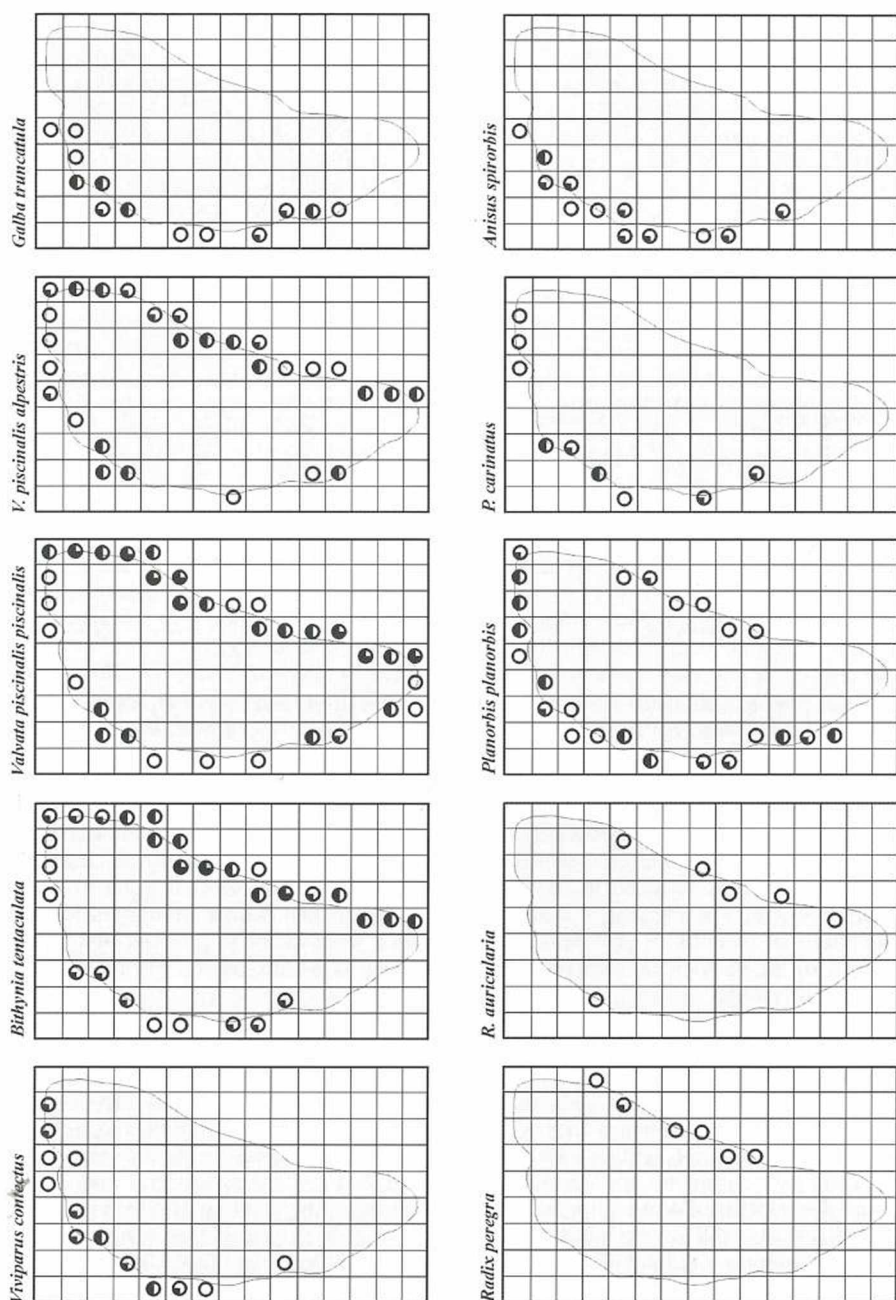 Galba truncatula
Anisus spirorbis
V. piscinalis alpestris
P. carinatus
Valvata piscinalis piscinalis
Planorbis planorbis
Bithynia tentaculata
R. auricularia
Viviparus contectus
Radix peregra